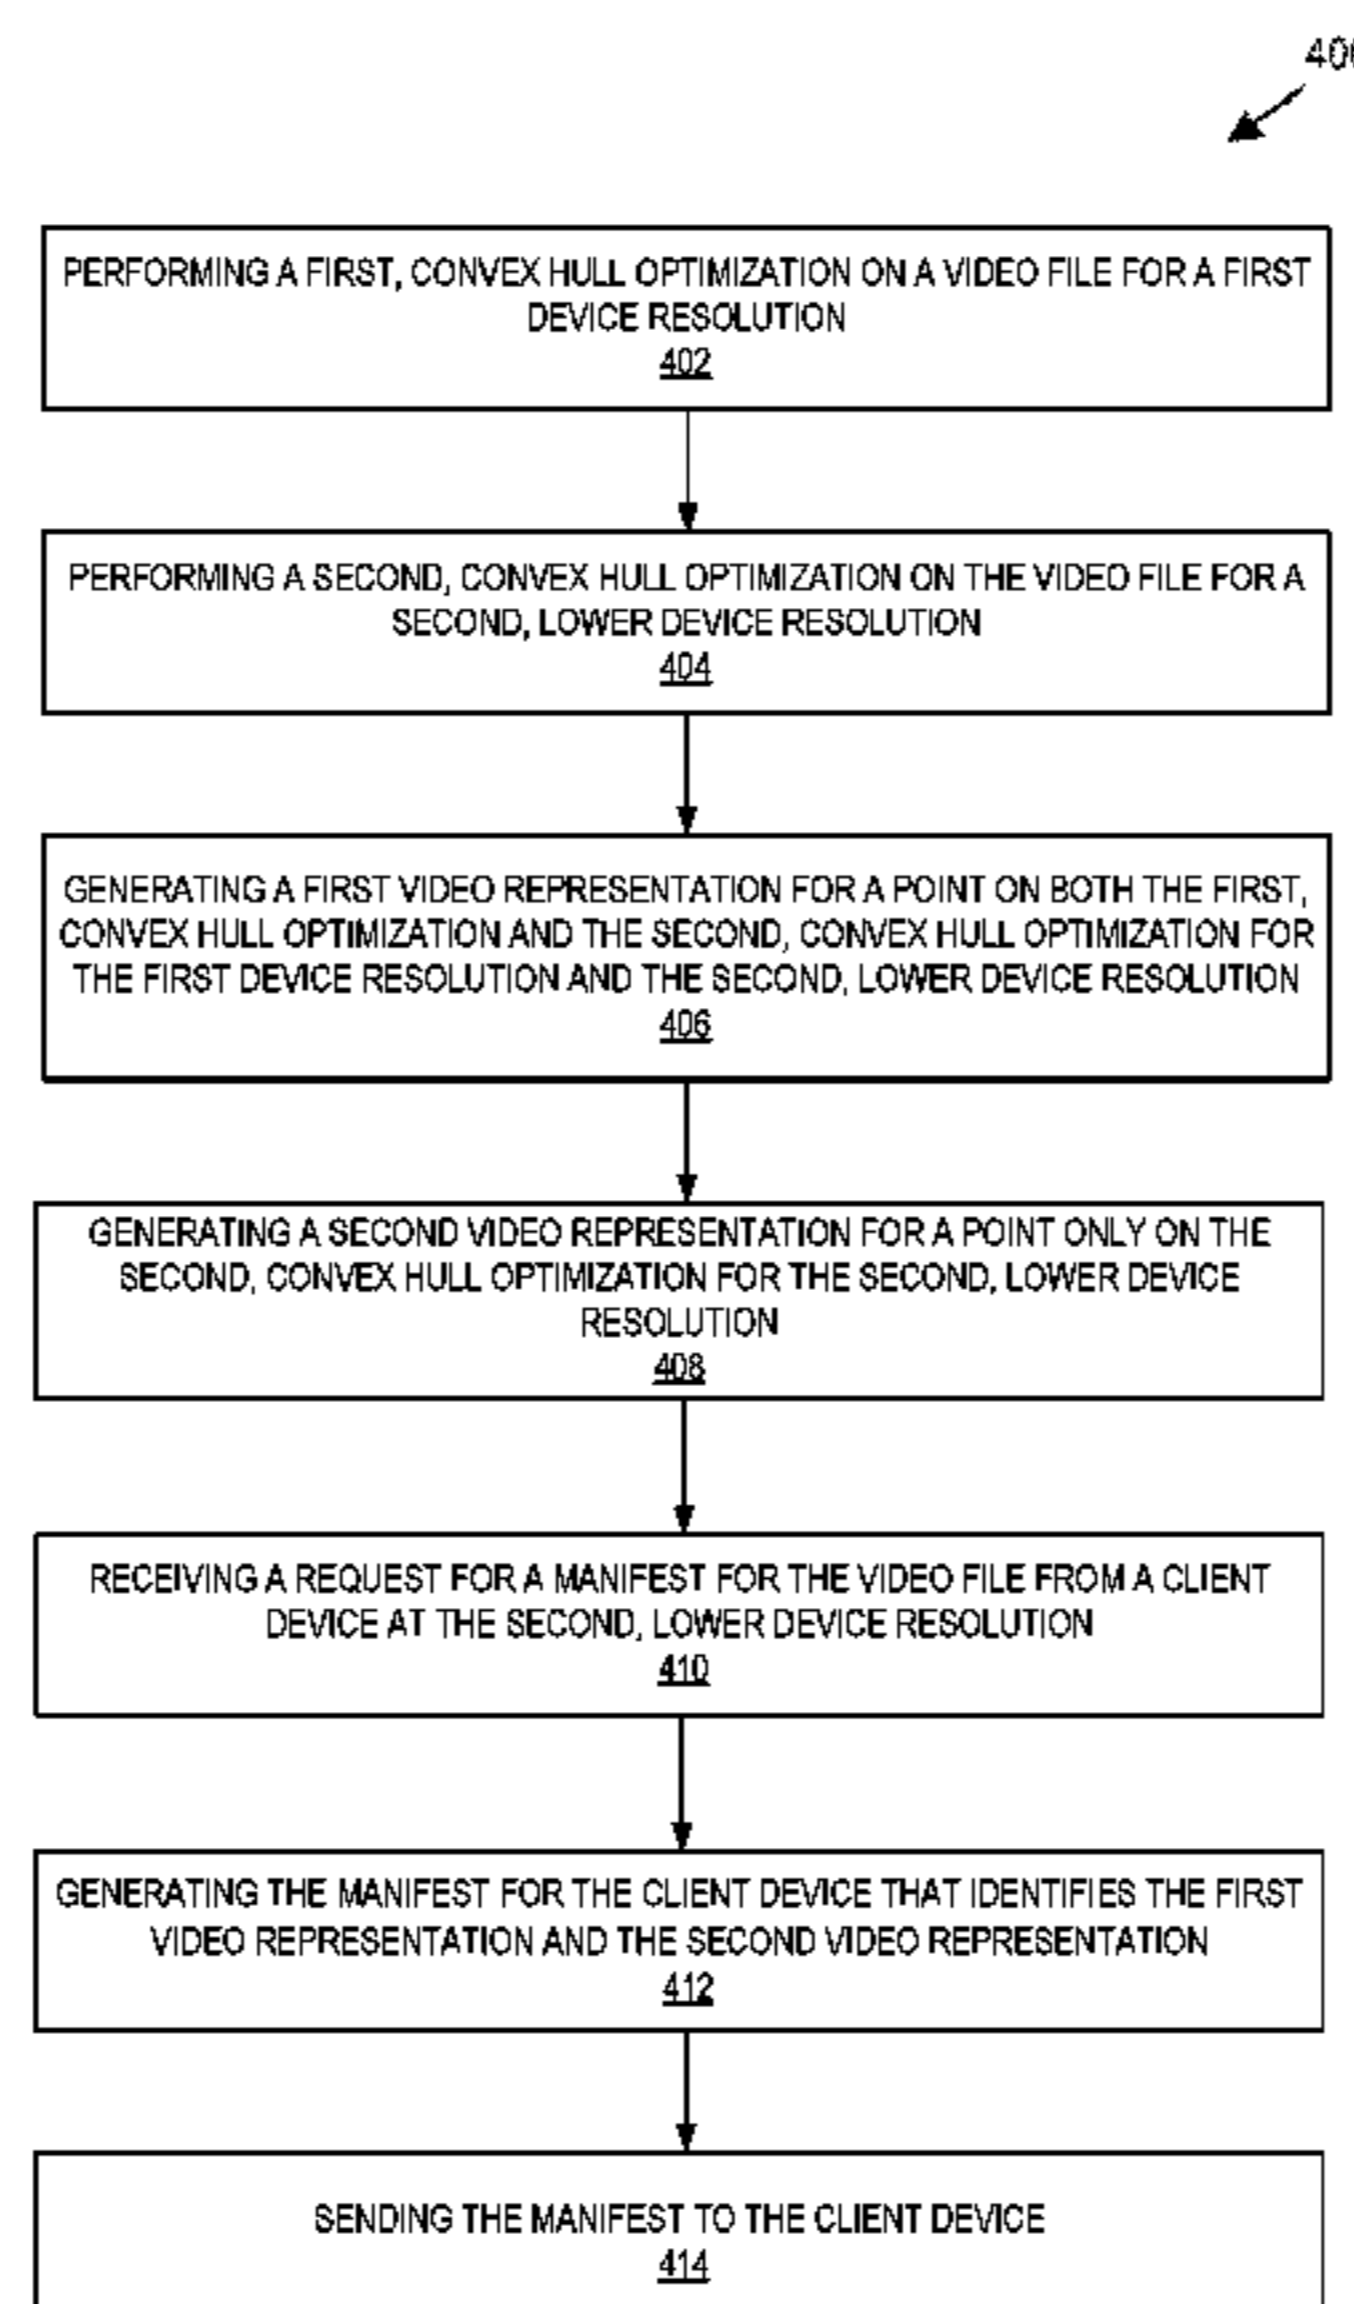 PERFORMING A FIRST, CONVEX HULL OPTIMIZATION ON A VIDEO FILE FOR A FIRST
DEVICE RESOLUTION
402
PERFORMING A SECOND, CONVEX HULL OPTIMIZATION ON THE VIDEO FILE FOR A
SECOND, LOWER DEVICE RESOLUTION
404
GENERATING A FIRST VIDEO REPRESENTATION FOR A POINT ON BOTH THE FIRST,
CONVEX HULL OPTIMIZATION AND THE SECOND, CONVEX HULL OPTIMIZATION FOR
THE FIRST DEVICE RESOLUTION AND THE SECOND, LOWER DEVICE RESOLUTION
406
GENERATING A SECOND VIDEO REPRESENTATION FOR A POINT ONLY ON THE
SECOND, CONVEX HULL OPTIMIZATION FOR THE SECOND, LOWER DEVICE
RESOLUTION
408
RECEIVING A REQUEST FOR A MANIFEST FOR THE VIDEO FILE FROM A CLIENT
DEVICE AT THE SECOND, LOWER DEVICE RESOLUTION
410
GENERATING THE MANIFEST FOR THE CLIENT DEVICE THAT IDENTIFIES THE FIRST
VIDEO REPRESENTATION AND THE SECOND VIDEO REPRESENTATION
412
SENDING THE MANIFEST TO THE CLIENT DEVICE
414